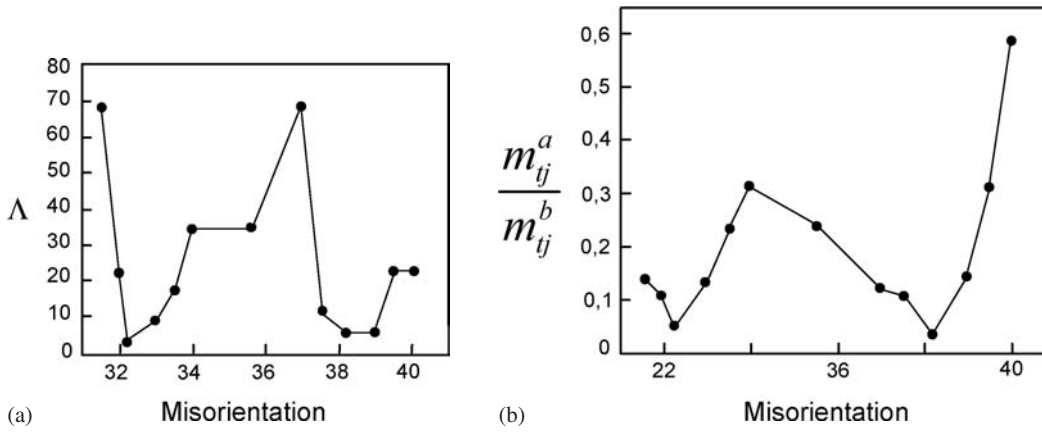 80
70
60
50
40
30
20
10
0
Λ
32 34 36 38 40
(a) Misorientation
0,6
0,5
0,4
0,3
0,2
0,1
0
m^a_tj
m^b_tj
22 36 40
(b) Misorientation